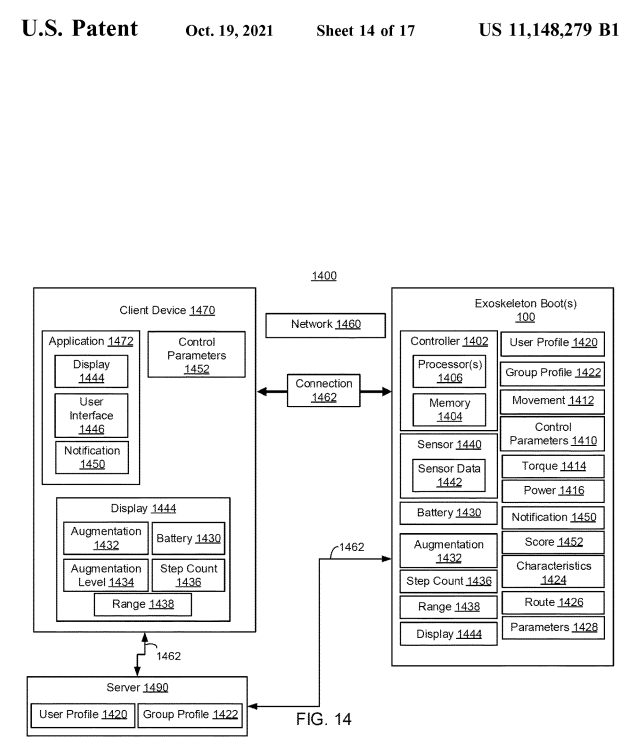 U.S. Patent Oct. 19, 2021 Sheet 14 of 17 US 11,148,279 B1
1400
Client Device 1470
Application 1472
Display
1444
User
Interface
1446
Notification
1450
Control
Parameters
1452
Display 1444
Augmentation
1432
Battery 1430
Augmentation
Level 1434
Step Count
1436
Range 1438
Network 1460
Connection
1462
Exoskeleton Boot(s)
100
Controller 1402
Processor(s)
1406
Memory
1404
Sensor 1440
Sensor Data
1442
Battery 1430
Augmentation
1432
Step Count 1436
Range 1438
Display 1444
User Profile 1420
Group Profile 1422
Movement 1412
Control
Parameters 1410
Torque 1414
Power 1416
Notification 1450
Score 1452
Characteristics
1424
Route 1426
Parameters 1428
1462
1462
Server 1490
User Profile 1420
Group Profile 1422
FIG. 14